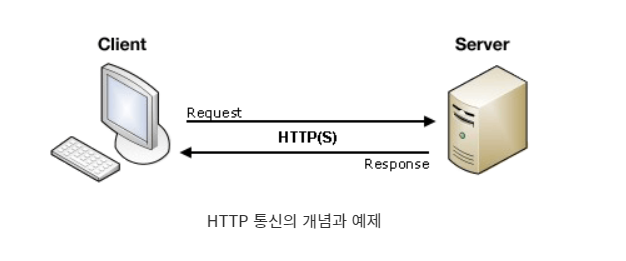 Client
Server
Request
HTTP(S)
Response
HTTP 통신의 개념과 예제